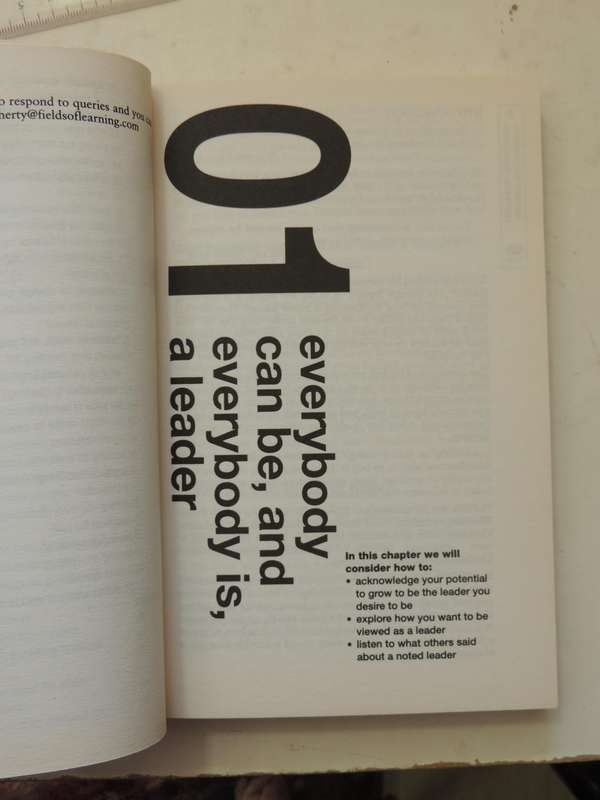 o respond to queries and you
herty@fieldsoflearning.com
01
everybody
can be, and
everybody is,
a leader
In this chapter we will
consider how to:
• acknowledge your potential
to grow to be the leader you
desire to be
• explore how you want to be
viewed as a leader
• listen to what others said
about a noted leader